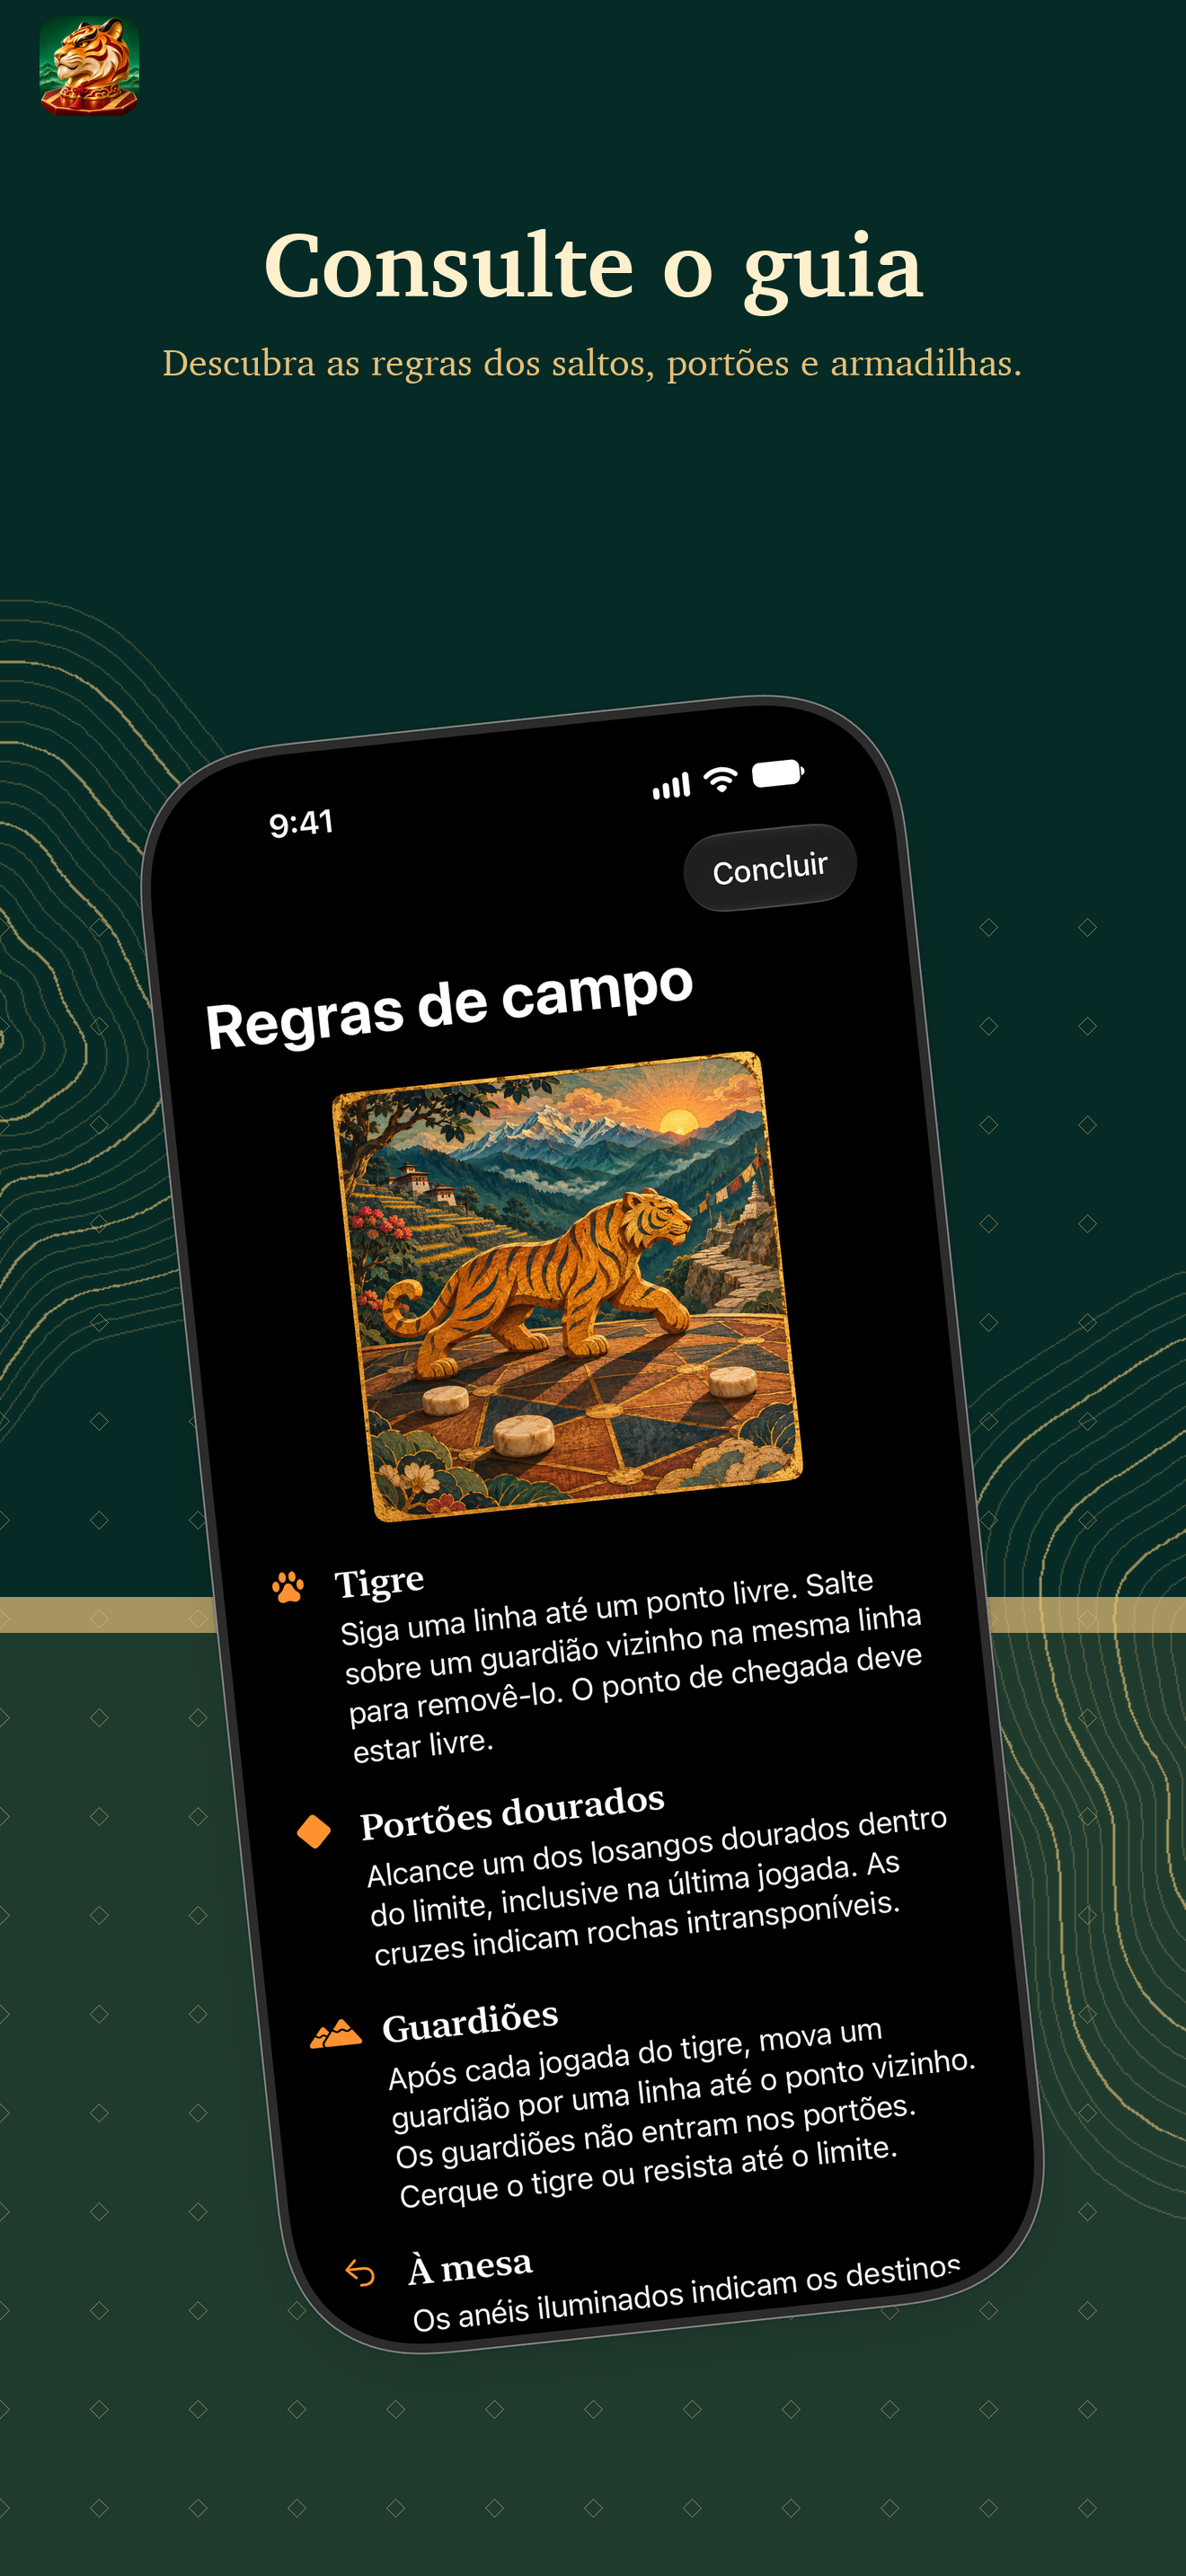 Consulte o guia
Descubra as regras dos saltos, portões e armadilhas.
9:41
Concluir
Regras de campo
Tigre
Siga uma linha até um ponto livre. Salte
sobre um guardião vizinho na mesma linha
para removê-lo. O ponto de chegada deve
estar livre.
Portões dourados
Alcance um dos losangos dourados dentro
do limite, inclusive na última jogada. As
cruzes indicam rochas intransponíveis.
Guardiões
Após cada jogada do tigre, mova um
guardião por uma linha até o ponto vizinho.
Os guardiões não entram nos portões.
Cerque o tigre ou resista até o limite.
À mesa
Os anéis iluminados indicam os destinos